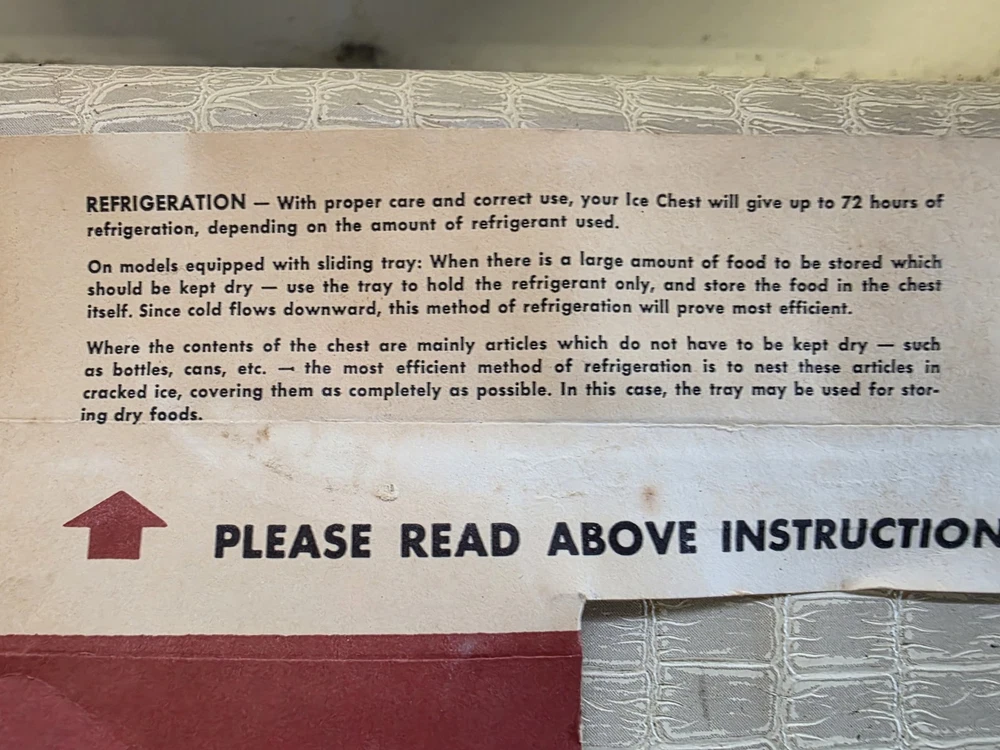 REFRIGERATION — With proper care and correct use, your Ice Chest will give up to 72 hours of
refrigeration, depending on the amount of refrigerant used.
On models equipped with sliding tray: When there is a large amount of food to be stored which
should be kept dry — use the tray to hold the refrigerant only, and store the food in the chest
itself. Since cold flows downward, this method of refrigeration will prove most efficient.
Where the contents of the chest are mainly articles which do not have to be kept dry — such
as bottles, cans, etc. — the most efficient method of refrigeration is to nest these articles in
cracked ice, covering them as completely as possible. In this case, the tray may be used for stor-
ing dry foods.
PLEASE READ ABOVE INSTRUCTION